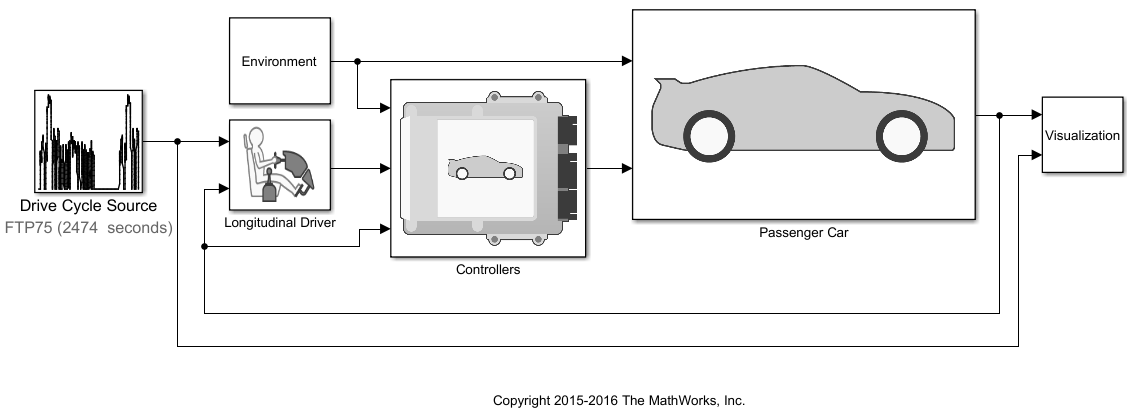 Environment
Drive Cycle Source
FTP75 (2474  seconds)
Longitudinal Driver
Controllers
Passenger Car
Visualization
Copyright 2015-2016 The MathWorks, Inc.